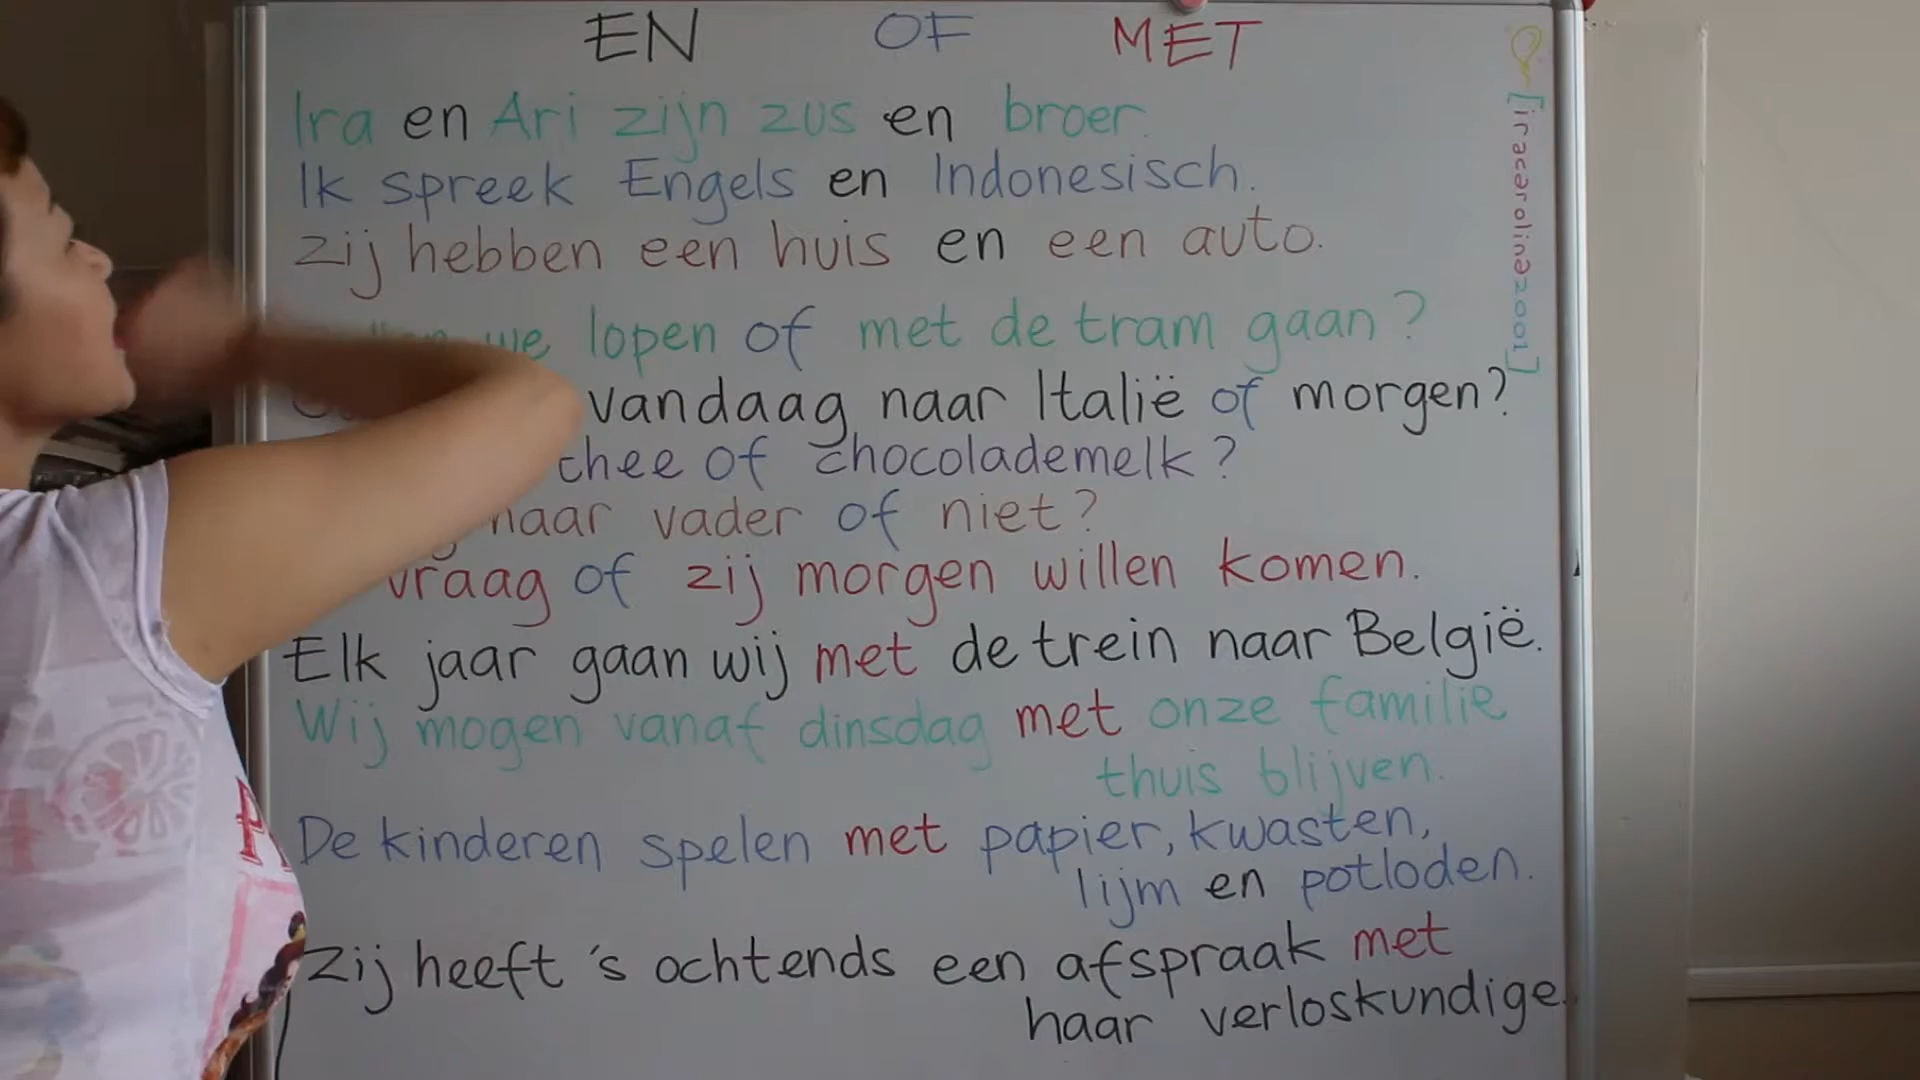 EN OF MET
Ira en Ari zijn zus en broer.
Ik spreek Engels en Indonesisch.
Zij hebben een huis en een auto.
we lopen of met de tram gaan?
vandaag naar Italië of morgen?
thee of chocolademelk?
naar vader of niet?
vraag of zij morgen willen komen.
Elk jaar gaan wij met de trein naar België.
Wij mogen vanaf dinsdag met onze familie
thuis blijven.
De kinderen spelen met papier, kwasten,
lijm en potloden.
Zij heeft 's ochtends een afspraak met
haar verloskundige.
[iracarolina2001]